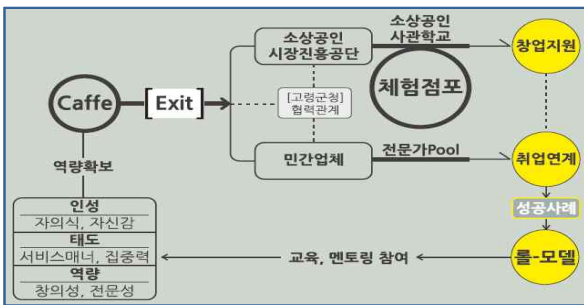 소상공인
시장진흥공단
소상공인
사관학교
창업지원
체험점포
Caffe
[Exit]
[고령군청]
협력관계
역량확보
민간업체
전문가Pool
취업연계
성공사례
인성
자의식, 자신감
태도
서비스매너, 집중력
역량
창의성, 전문성
교육, 멘토링 참여
롤-모델